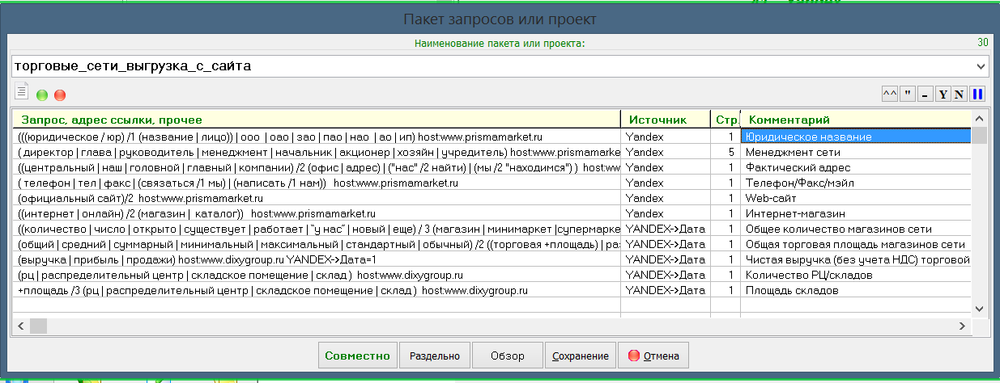 Пакет запросов или проект
Наименование пакета или проекта: 30
торговые_сети_выгрузка_с_сайта
^^ " - Y N
Запрос, адрес ссылки, прочее Источник Стр. Комментарий
(((юридическое / юр) /1 (название | лицо)) | ооо | оао | зао | пао | нао | ао | ип) host:www.prismamarket.ru Yandex 1 Юридическое название
( директор | глава | руководитель | менеджмент | начальник | акционер | хозяйн | учредитель) host:www.prismamarke Yandex 5 Менеджмент сети
((центральный | наш | головной | главный | компании) /2 (офис | адрес) | ("нас" /2 найти) | (мы /2 "находимся") ) host:ww Yandex 1 Фактический адрес
( телефон | тел | факс | (связаться /1 мы) | (написать /1 нам)) host:www.prismamarket.ru Yandex 1 Телефон/Факс/мэйл
(официальный сайт)/2 host:www.prismamarket.ru Yandex 1 Web-сайт
((интернет | онлайн) /2 (магазин | каталог)) host:www.prismamarket.ru Yandex 1 Интернет-магазин
((количество | число | открыто | существует | работает | ~у нас" | новый | еще) / 3 (магазин | минимаркет |супермарке YANDEX->Дата 1 Общее количество магазинов сети
(общий | средний | суммарный | минимальный | максимальный | стандартный | обычный) /2 ((торговая +площадь) | ра YANDEX->Дата 1 Общая торговая площадь магазинов сети
(выручка | прибыль | продажи) host:www.dixygroup.ru YANDEX->Дата=1 YANDEX->Дата 1 Чистая выручка (без учета НДС) торговой
(рц | распределительный центр | складское помещение | склад ) host:www.dixygroup.ru YANDEX->Дата 1 Количество РЦ/складов
+площадь /3 (рц | распределительный центр | складское помещение | склад ) host:www.dixygroup.ru YANDEX->Дата 1 Площадь складов
Совместно Раздельно Обзор Сохранение Отмена